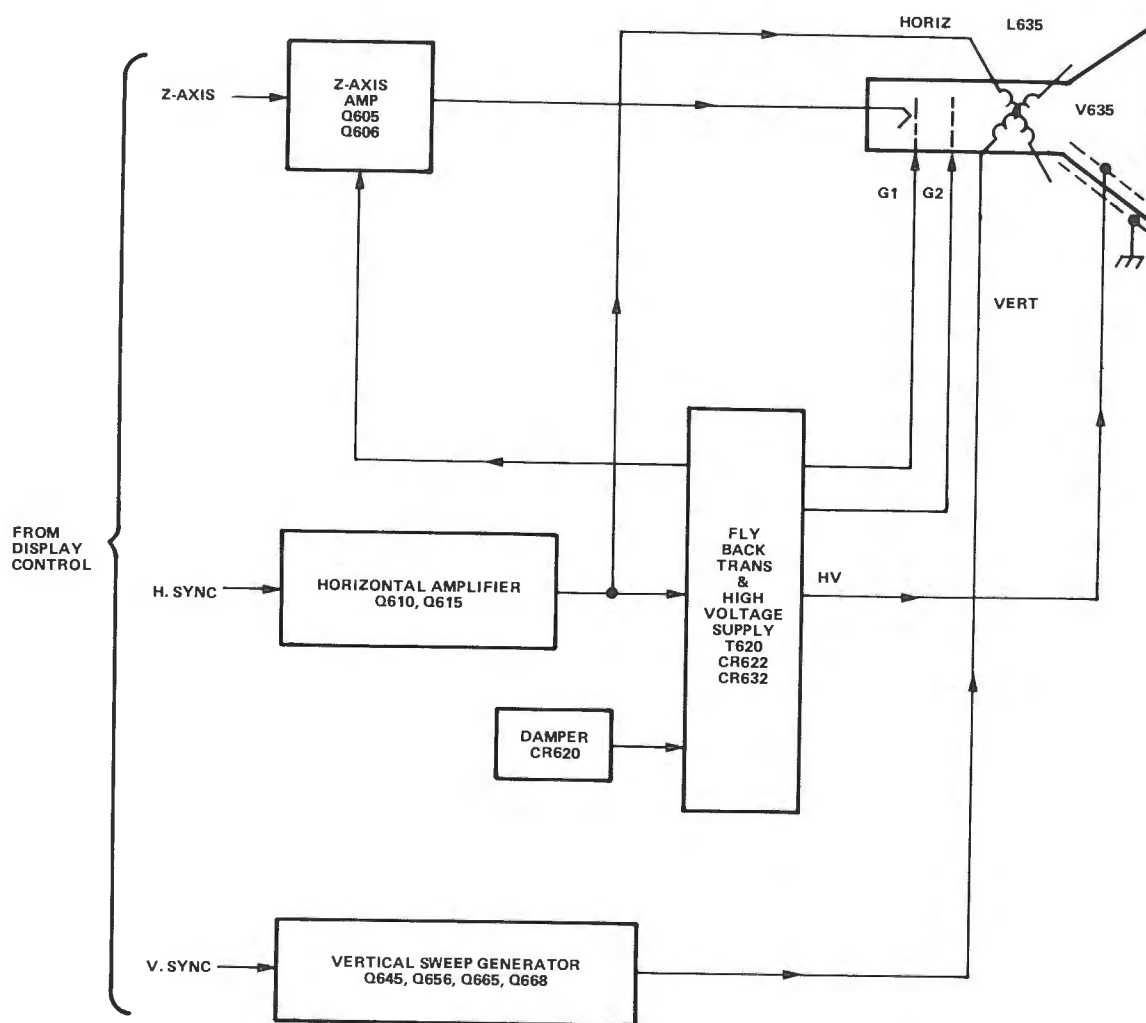 HORIZ
L635
Z-AXIS
Z-AXIS
AMP
Q605
Q606
V635
G1
G2
VERT
FROM
DISPLAY
CONTROL
H. SYNC
HORIZONTAL AMPLIFIER
Q610, Q615
FLY
BACK
TRANS
&
HIGH
VOLTAGE
SUPPLY
T620
CR622
CR632
HV
DAMPER
CR620
V. SYNC
VERTICAL SWEEP GENERATOR
Q645, Q656, Q665, Q668